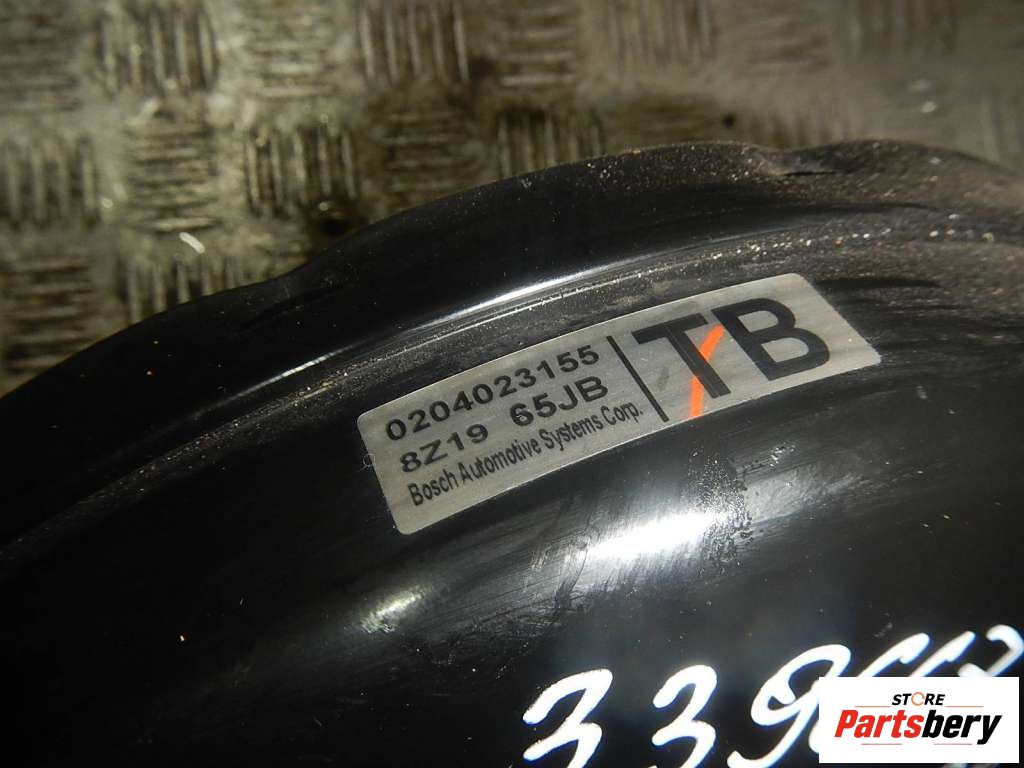 0204023155
8Z19 65JB
Bosch Automotive Systems Corp.
TB
STORE
Partsbery